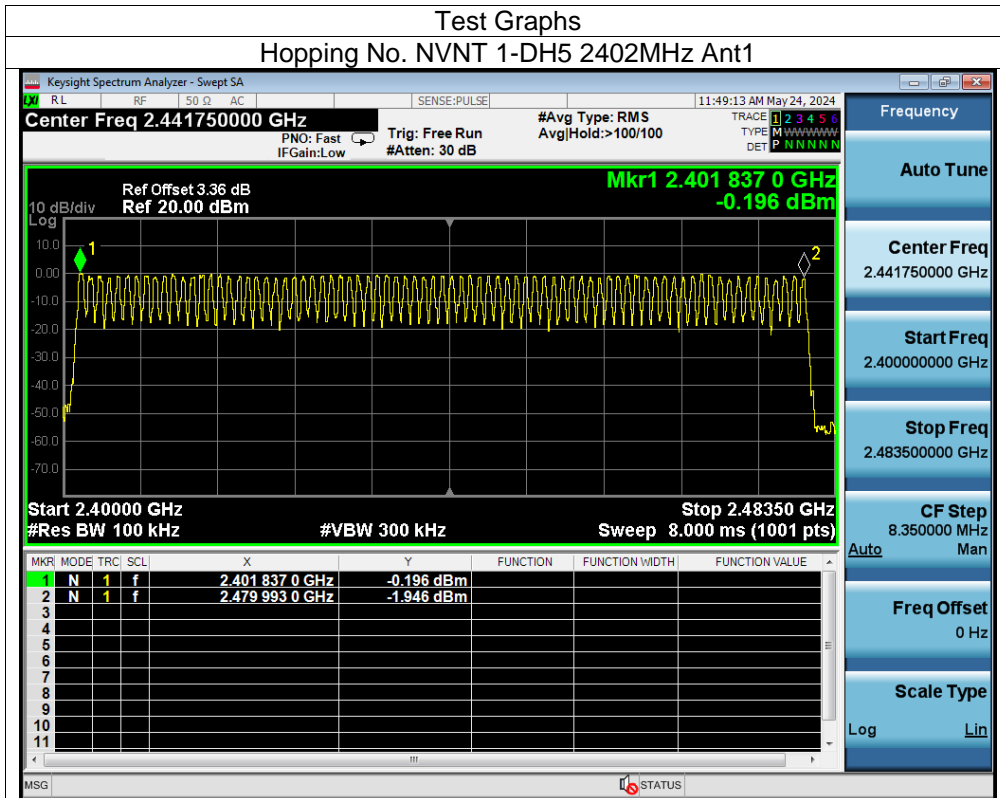 Test Graphs
Hopping No. NVNT 1-DH5 2402MHz Ant1
Keysight Spectrum Analyzer - Swept SA
LXI RL RF 50 Ω AC SENSE:PULSE 11:49:13 AM May 24, 2024
Center Freq 2.441750000 GHz
PNO: Fast
IFGain:Low
Trig: Free Run
#Atten: 30 dB
#Avg Type: RMS
Avg|Hold:>100/100
TRACE 1 2 3 4 5 6
TYPE M WWWWW
DET P N N N N N
Frequency
Auto Tune
Center Freq
2.441750000 GHz
Start Freq
2.400000000 GHz
Stop Freq
2.483500000 GHz
CF Step
8.350000 MHz
Auto Man
Freq Offset
0 Hz
Scale Type
Log Lin
Ref Offset 3.36 dB
10 dB/div Ref 20.00 dBm
Log
Mkr1 2.401 837 0 GHz
-0.196 dBm
10.0
0.00
-10.0
-20.0
-30.0
-40.0
-50.0
-60.0
-70.0
1
2
Start 2.40000 GHz Stop 2.48350 GHz
#Res BW 100 kHz #VBW 300 kHz Sweep 8.000 ms (1001 pts)
MKR MODE TRC SCL X Y FUNCTION FUNCTION WIDTH FUNCTION VALUE
1 N 1 f 2.401 837 0 GHz -0.196 dBm
2 N 1 f 2.479 993 0 GHz -1.946 dBm
3
4
5
6
7
8
9
10
11
MSG STATUS